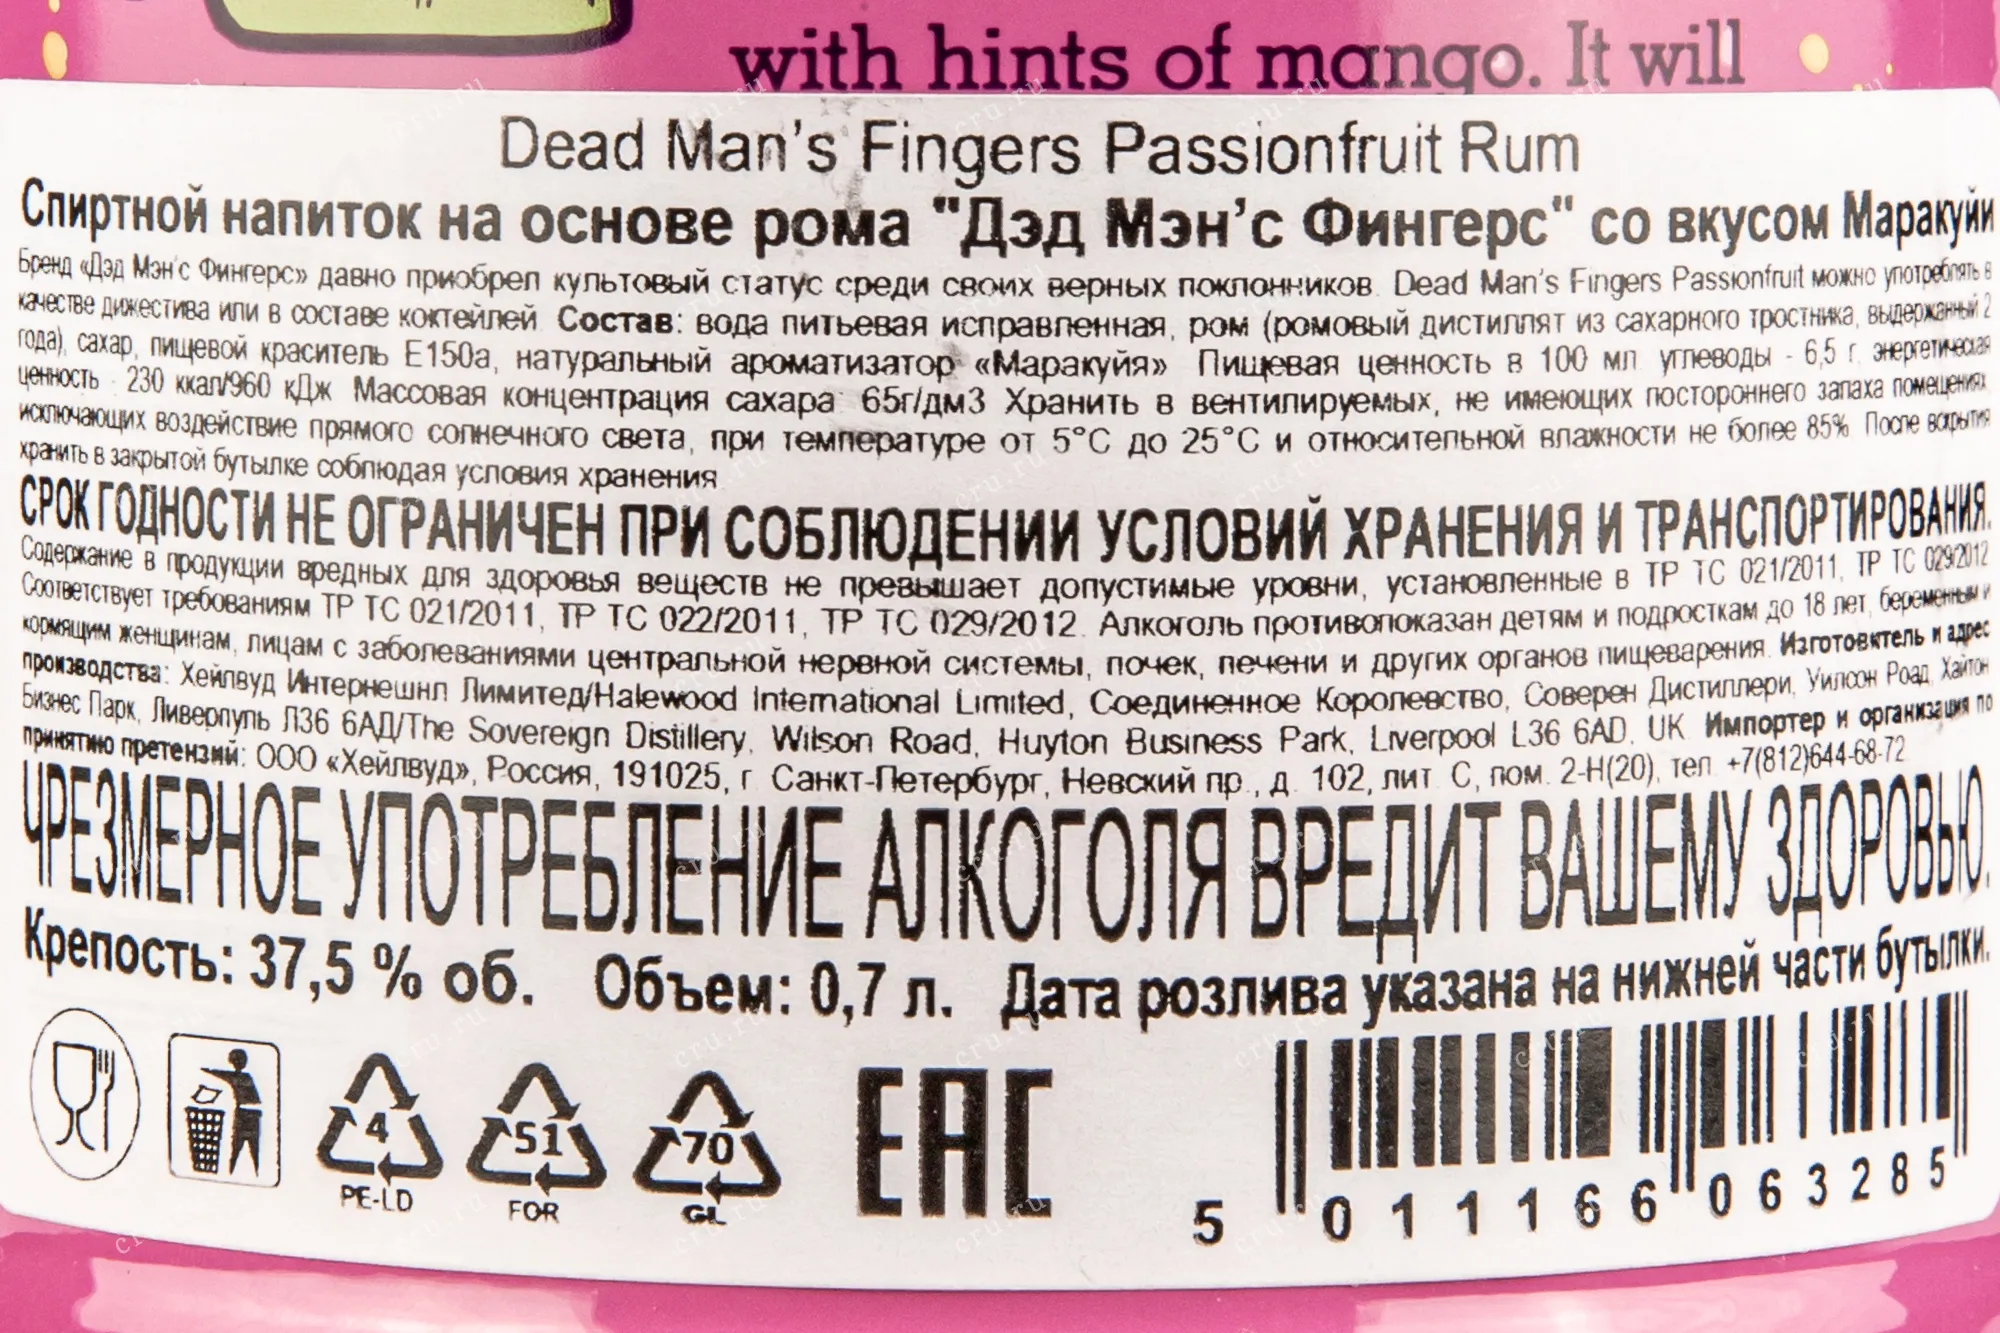 with hints of mango. It will
Dead Man's Fingers Passionfruit Rum
Спиртной напиток на основе рома "Дэд Мэн'с Фингерс" со вкусом Маракуйи
Бренд «Дэд Мэн'с Фингерс» давно приобрел культовый статус среди своих верных поклонников. Dead Man's Fingers Passionfruit можно употреблять в
качестве дижестива или в составе коктейлей. Состав: вода питьевая исправленная, ром (ромовый дистиллят из сахарного тростника, выдержанный 2
года), сахар, пищевой краситель Е150а, натуральный ароматизатор «Маракуйя» Пищевая ценность в 100 мл углеводы - 6,5 г. энергетическая
ценность - 230 ккал/960 кДж Массовая концентрация сахара: 65г/дм3 Хранить в вентилируемых, не имеющих постороннего запаха помещениях
исключающих воздействие прямого солнечного света, при температуре от 5°С до 25°С и относительной влажности не более 85% После вскрытия
хранить в закрытой бутылке соблюдая условия хранения
СРОК ГОДНОСТИ НЕ ОГРАНИЧЕН ПРИ СОБЛЮДЕНИИ УСЛОВИЙ ХРАНЕНИЯ И ТРАНСПОРТИРОВАНИЯ.
Содержание в продукции вредных для здоровья веществ не превышает допустимые уровни, установленные в ТР ТС 021/2011, ТР ТС 029/2012
Соответствует требованиям ТР ТС 021/2011, ТР ТС 022/2011, ТР ТС 029/2012. Алкоголь противопоказан детям и подросткам до 18 лет, беременным и
кормящим женщинам, лицам с заболеваниями центральной нервной системы, почек, печени и других органов пищеварения. Изготовитель и адрес
производства: Хейлвуд Интернешнл Лимитед/Halewood International Limited, Соединенное Королевство, Соверен Дистиллери, Уилсон Роад, Хайтон
Бизнес Парк, Ливерпуль Л36 6АД/The Sovereign Distillery, Wilson Road, Huyton Business Park, Liverpool L36 6AD, UK Импортер и организация по
принятию претензий: ООО «Хейлвуд», Россия, 191025, г. Санкт-Петербург, Невский пр., д. 102, лит. С, пом. 2-Н(20), тел. +7(812)644-68-72
ЧРЕЗМЕРНОЕ УПОТРЕБЛЕНИЕ АЛКОГОЛЯ ВРЕДИТ ВАШЕМУ ЗДОРОВЬЮ.
Крепость: 37,5 % об. Объем: 0,7 л. Дата розлива указана на нижней части бутылки.
4 51 70 EAC
PE-LD FOR GL
5 011166 063285